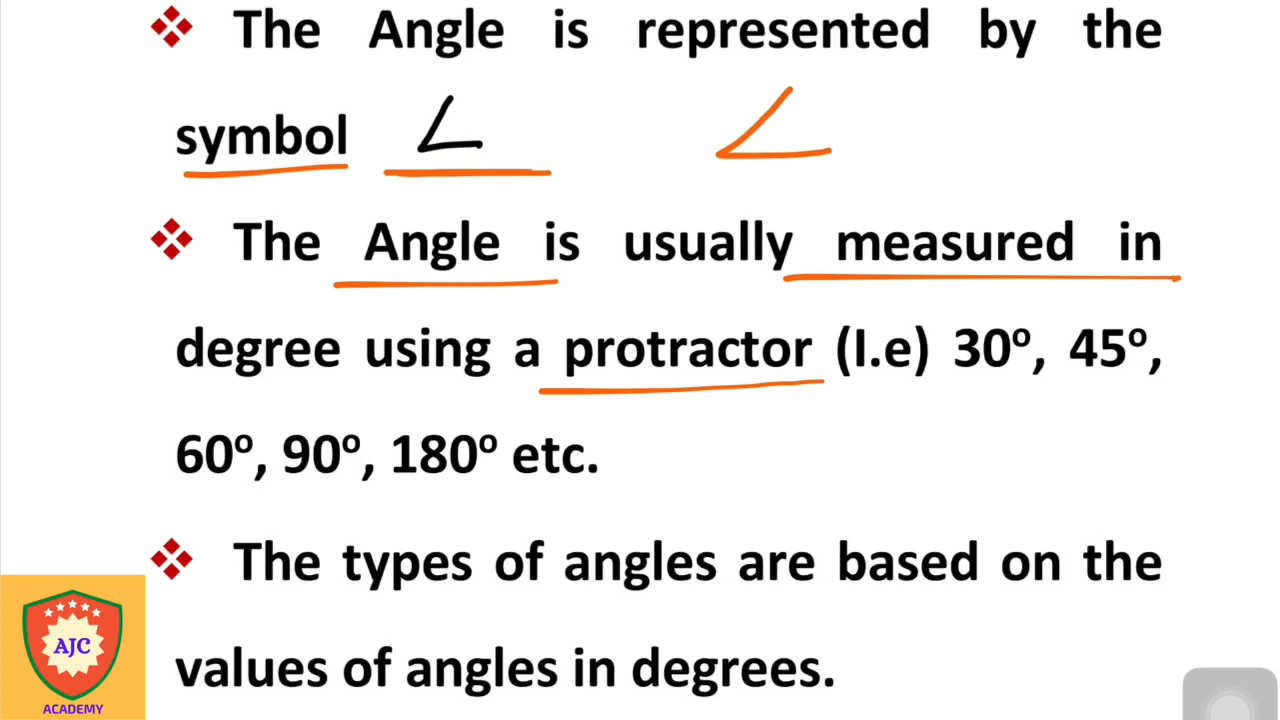 ❖ The Angle is represented by the
symbol ∠ ∠
❖ The Angle is usually measured in
degree using a protractor (I.e) 30º, 45º,
60º, 90º, 180º etc.
❖ The types of angles are based on the
values of angles in degrees.
AJC
ACADEMY